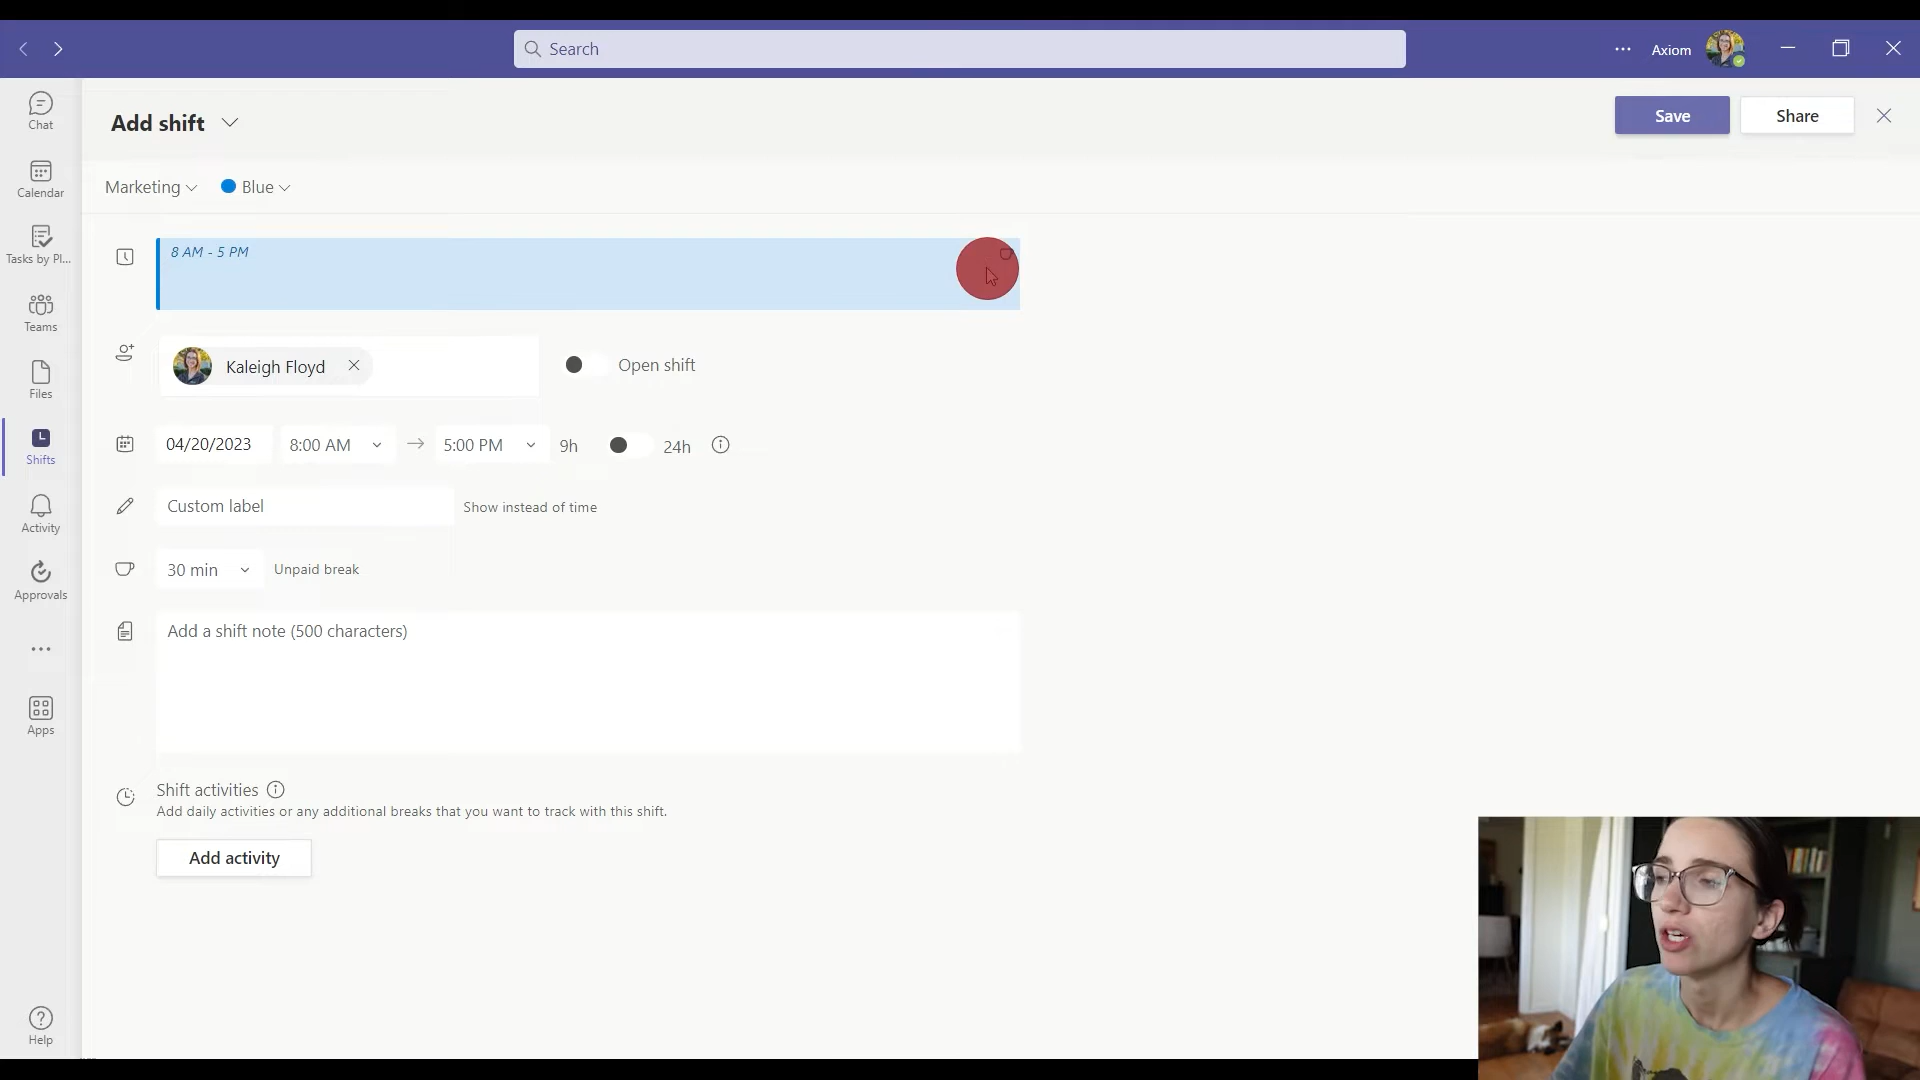 Search
Axiom
Chat
Calendar
Tasks by Pl...
Teams
Files
Shifts
Activity
Approvals
Apps
Help
Add shift
Save
Share
Marketing
Blue
8 AM - 5 PM
Kaleigh Floyd
Open shift
04/20/2023 8:00 AM → 5:00 PM 9h 24h
Custom label Show instead of time
30 min Unpaid break
Add a shift note (500 characters)
Shift activities
Add daily activities or any additional breaks that you want to track with this shift.
Add activity